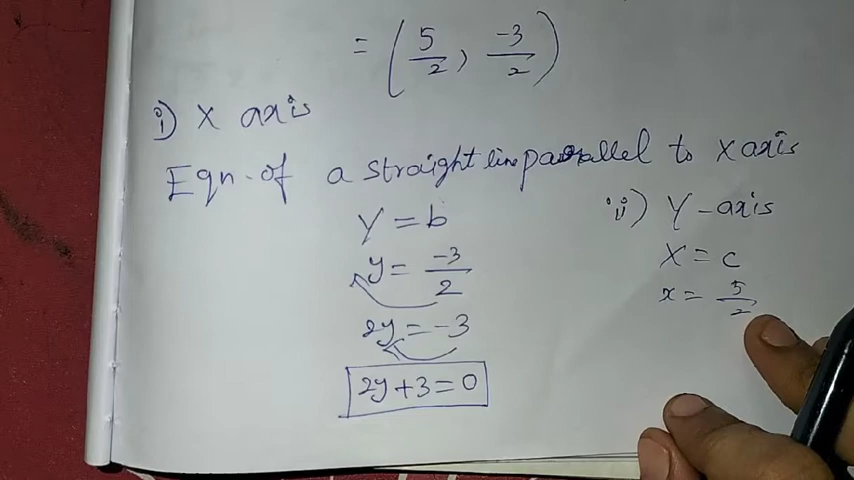 = (5/2, -3/2)
i) X axis
Eqn. of a straight line parallel to X axis
Y = b
y = -3/2
2y = -3
2y + 3 = 0
ii) Y-axis
X = c
x = 5/2